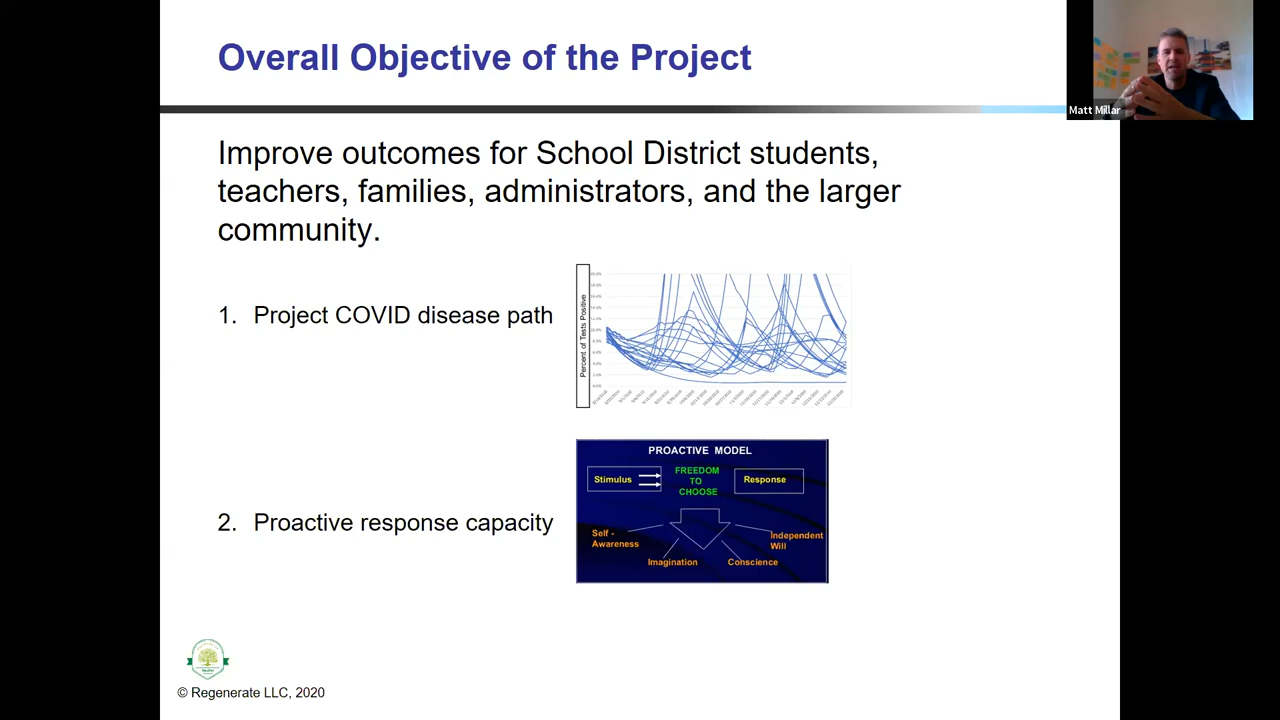 Overall Objective of the Project
Matt Millar
Improve outcomes for School District students,
teachers, families, administrators, and the larger
community.
1. Project COVID disease path
Percent of Tests Positive
2. Proactive response capacity
PROACTIVE MODEL
Stimulus
FREEDOM
TO
CHOOSE
Response
Self -
Awareness
Independent
Will
Imagination
Conscience
© Regenerate LLC, 2020